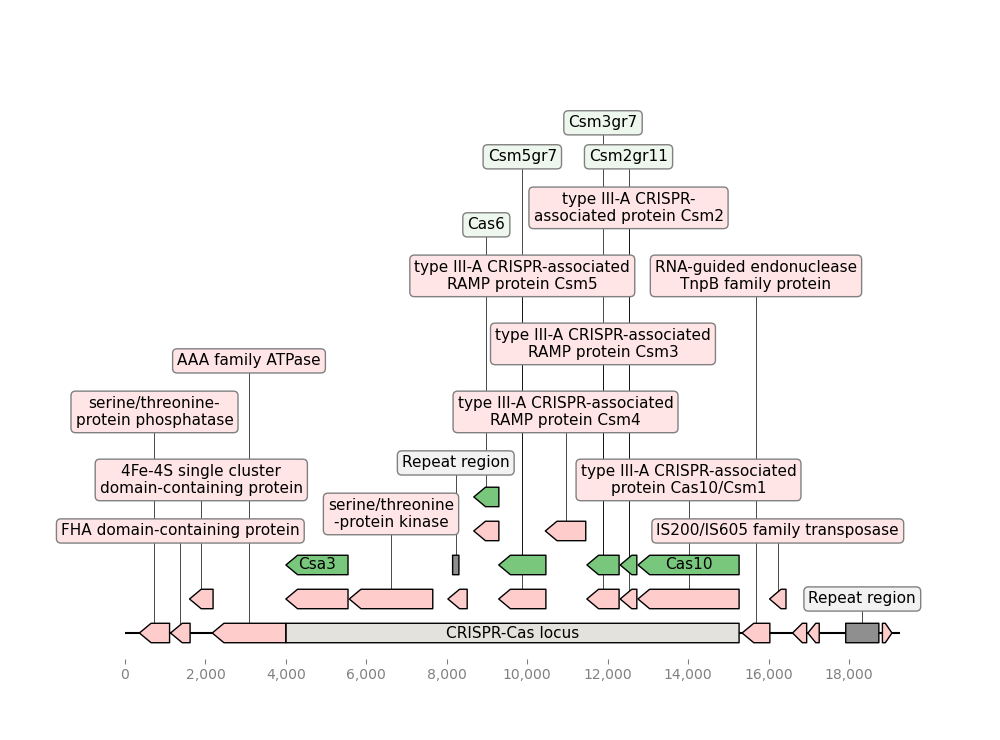 Csm3gr7
Csm5gr7
Csm2gr11
type III-A CRISPR-
associated protein Csm2
Cas6
type III-A CRISPR-associated
RAMP protein Csm5
RNA-guided endonuclease
TnpB family protein
type III-A CRISPR-associated
RAMP protein Csm3
AAA family ATPase
serine/threonine-
protein phosphatase
type III-A CRISPR-associated
RAMP protein Csm4
Repeat region
4Fe-4S single cluster
domain-containing protein
type III-A CRISPR-associated
protein Cas10/Csm1
serine/threonine
-protein kinase
FHA domain-containing protein
IS200/IS605 family transposase
Csa3
Cas10
Repeat region
CRISPR-Cas locus
0 2,000 4,000 6,000 8,000 10,000 12,000 14,000 16,000 18,000